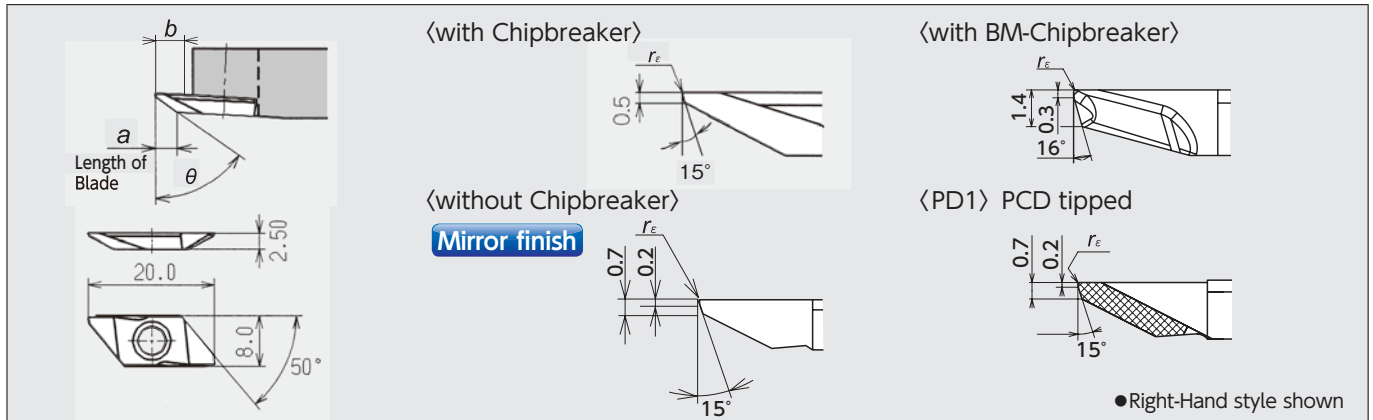 b
a
Length of
Blade
θ
2.50
20.0
8.0
50°
〈with Chipbreaker〉
rε
0.5
15°
〈without Chipbreaker〉
Mirror finish
rε
0.7
0.2
15°
〈with BM-Chipbreaker〉
rε
1.4
0.3
16°
〈PD1〉 PCD tipped
rε
0.7
0.2
15°
●Right-Hand style shown